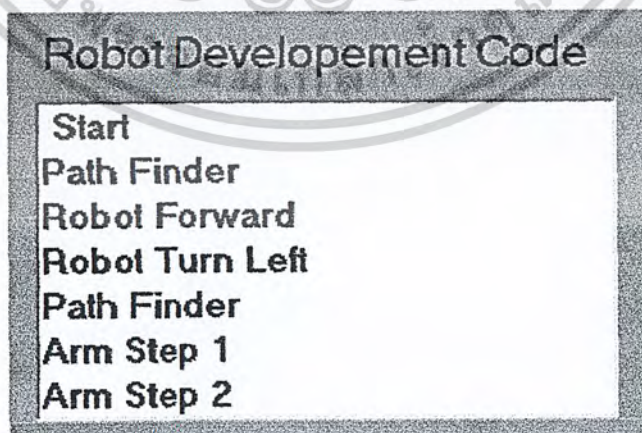 Robot Developement Code
Start
Path Finder
Robot Forward
Robot Turn Left
Path Finder
Arm Step 1
Arm Step 2